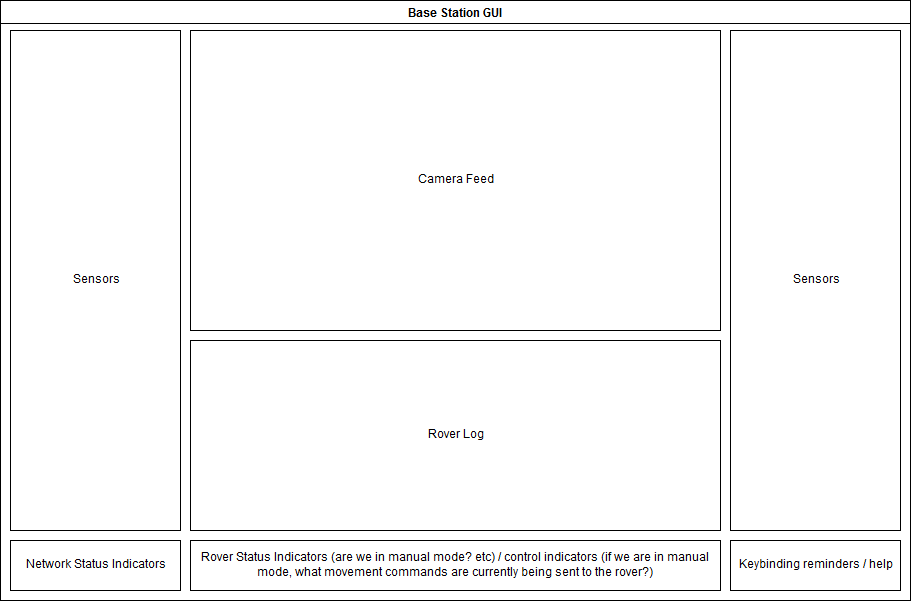 Base Station GUI
Camera Feed
Sensors
Sensors
Rover Log
Network Status Indicators
Rover Status Indicators (are we in manual mode? etc) / control indicators (if we are in manual
mode, what movement commands are currently being sent to the rover?)
Keybinding reminders / help